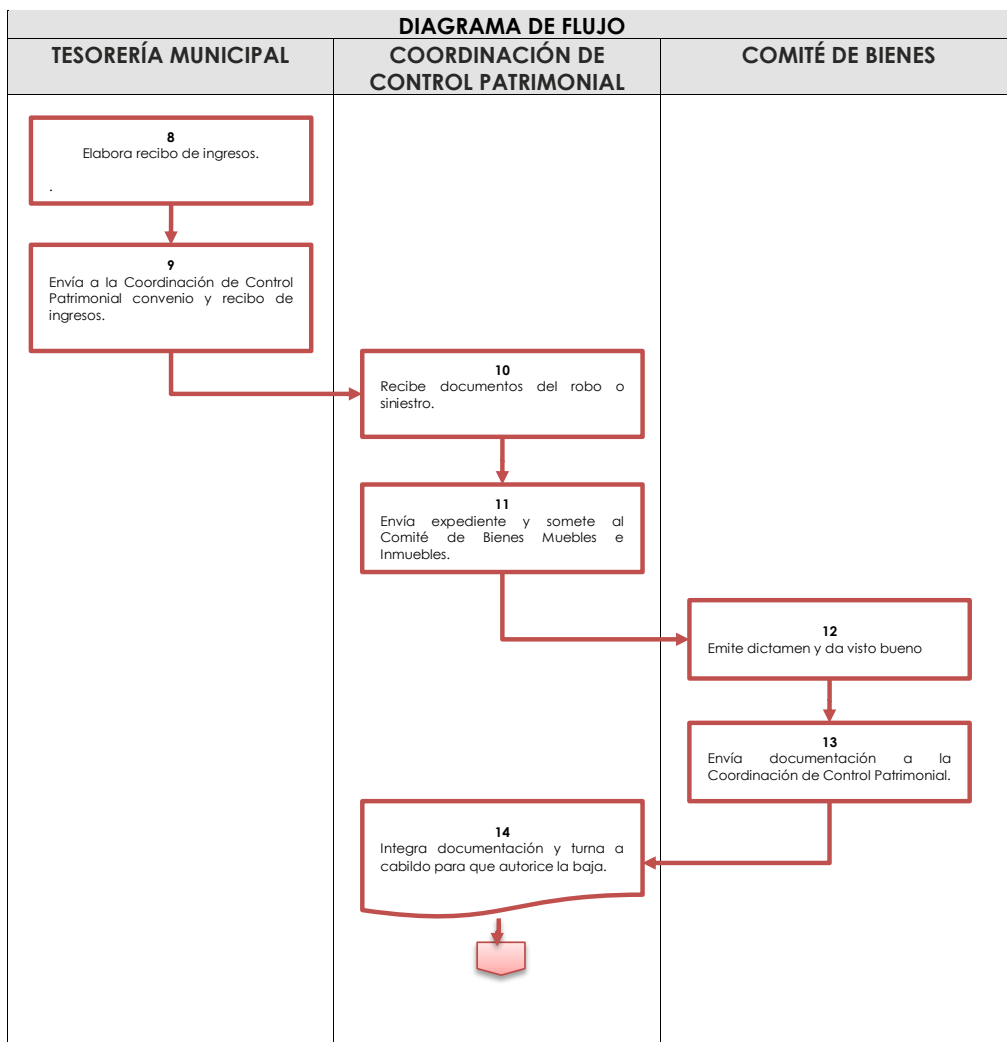 DIAGRAMA DE FLUJO
TESORERÍA MUNICIPAL
COORDINACIÓN DE
CONTROL PATRIMONIAL
COMITÉ DE BIENES
8
Elabora recibo de ingresos.
.
9
Envía a la Coordinación de Control
Patrimonial convenio y recibo de
ingresos.
10
Recibe documentos del robo o
siniestro.
11
Envía expediente y somete al
Comité de Bienes Muebles e
Inmuebles.
12
Emite dictamen y da visto bueno
13
Envía documentación a la
Coordinación de Control Patrimonial.
14
Integra documentación y turna a
cabildo para que autorice la baja.